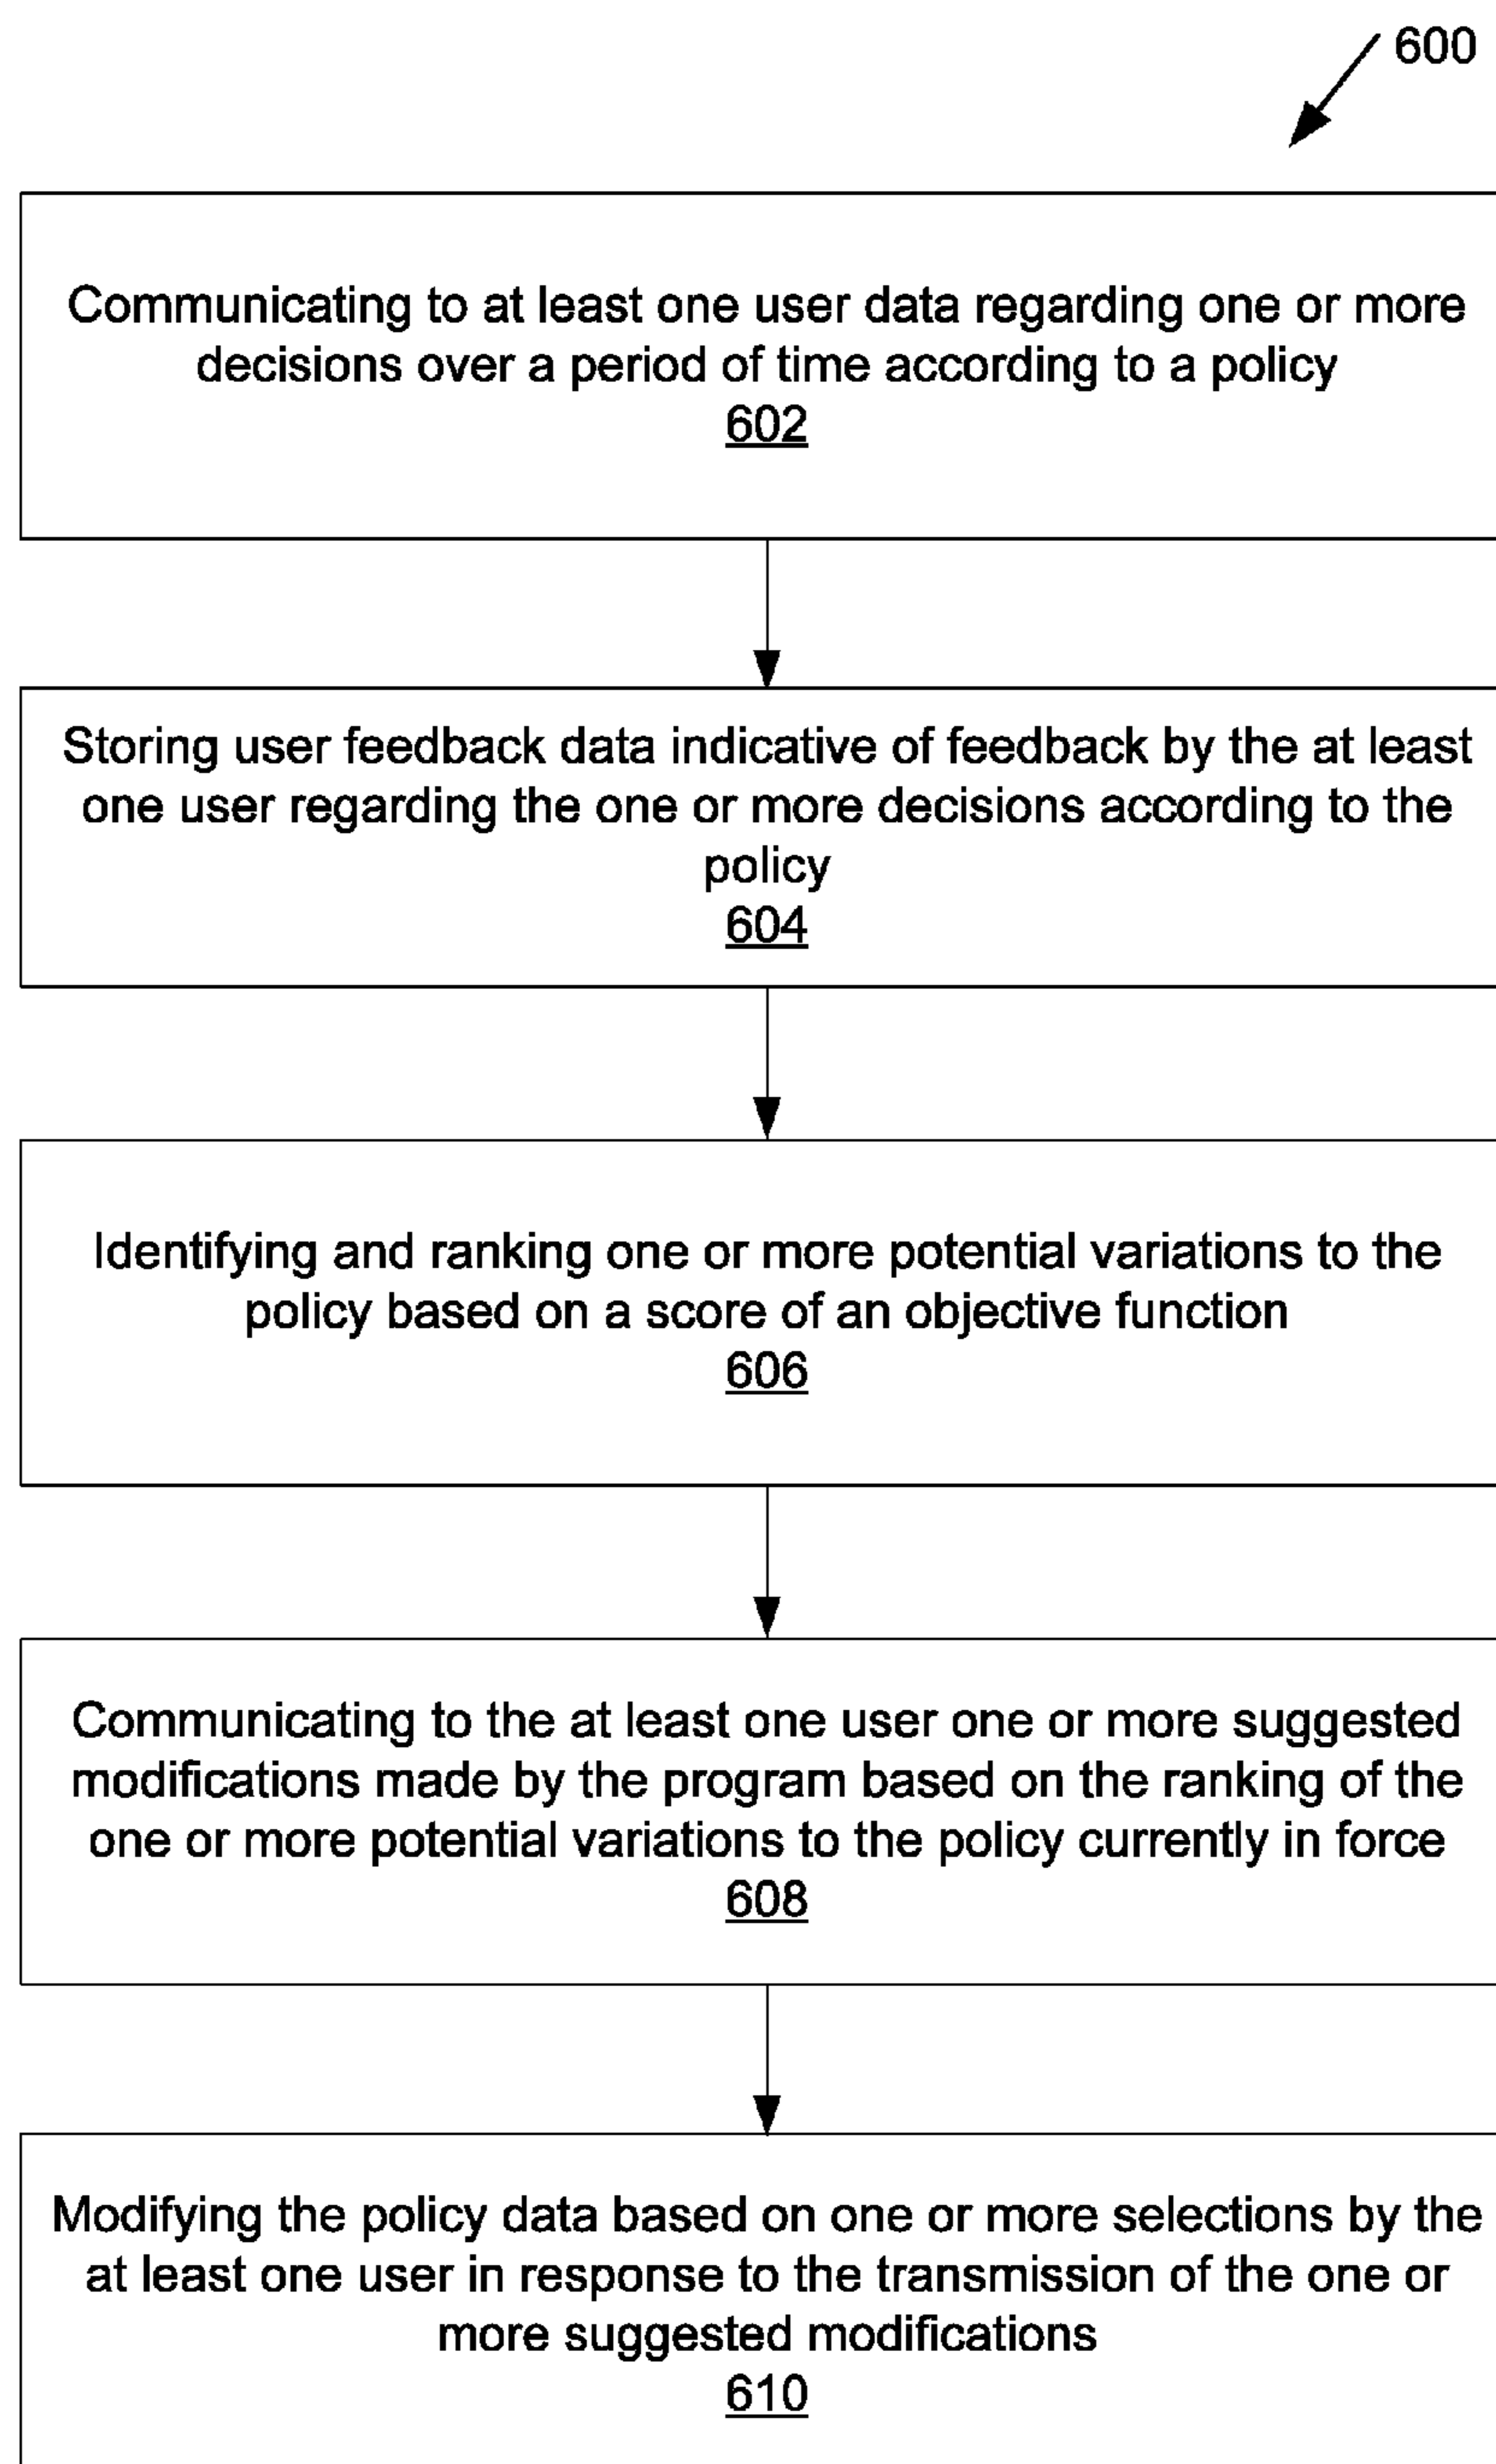 600
Communicating to at least one user data regarding one or more
decisions over a period of time according to a policy
602
Storing user feedback data indicative of feedback by the at least
one user regarding the one or more decisions according to the
policy
604
Identifying and ranking one or more potential variations to the
policy based on a score of an objective function
606
Communicating to the at least one user one or more suggested
modifications made by the program based on the ranking of the
one or more potential variations to the policy currently in force
608
Modifying the policy data based on one or more selections by the
at least one user in response to the transmission of the one or
more suggested modifications
610